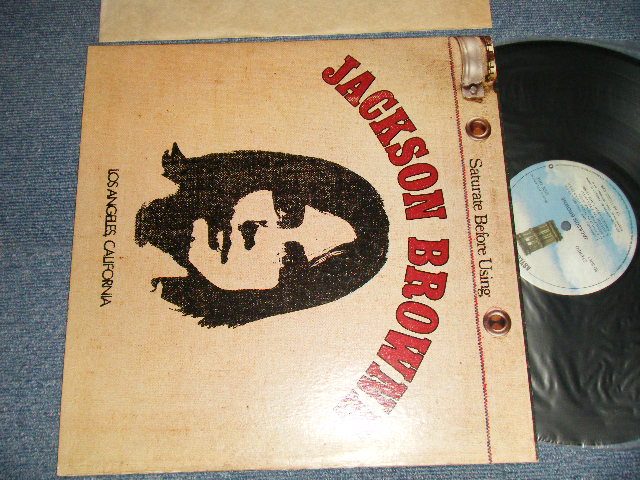 Saturate Before Using
JACKSON BROWNE
LOS ANGELES, CALIFORNIA